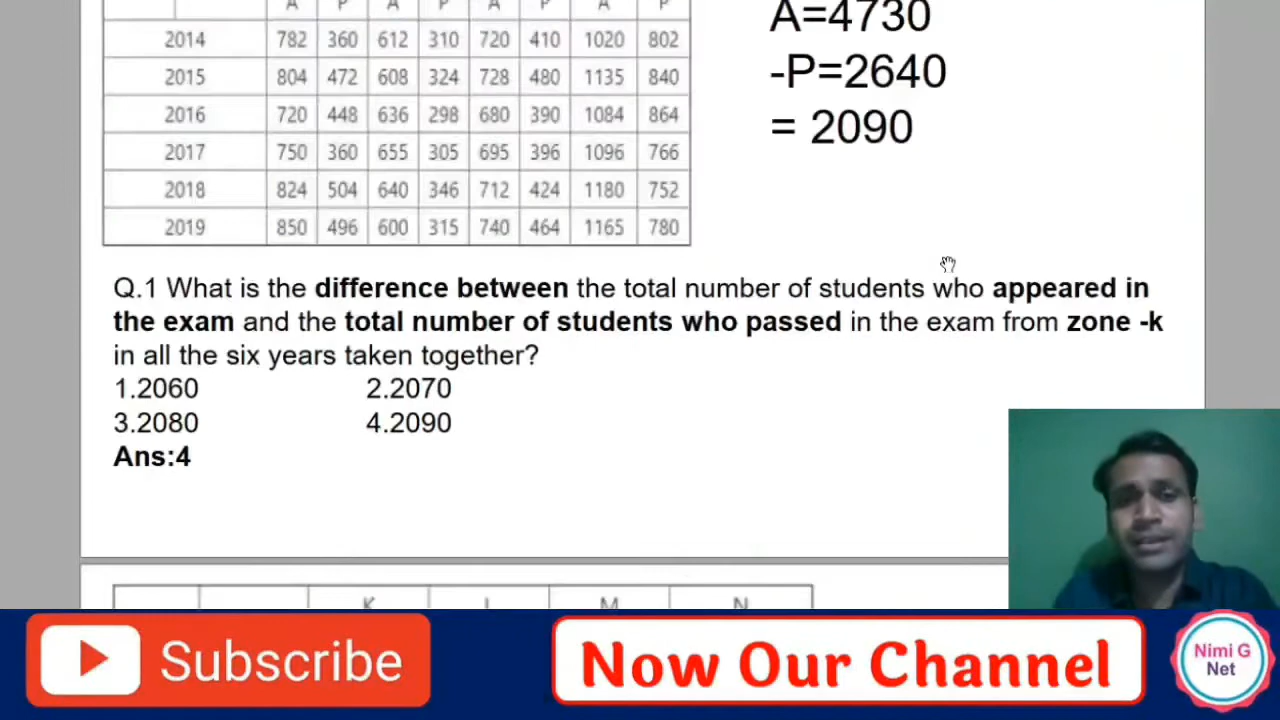 A P A P A P A P
2014 782 360 612 310 720 410 1020 802
2015 804 472 608 324 728 480 1135 840
2016 720 448 636 298 680 390 1084 864
2017 750 360 655 305 695 396 1096 766
2018 824 504 640 346 712 424 1180 752
2019 850 496 600 315 740 464 1165 780
A=4730
-P=2640
= 2090
Q.1 What is the difference between the total number of students who appeared in
the exam and the total number of students who passed in the exam from zone -k
in all the six years taken together?
1.2060 2.2070
3.2080 4.2090
Ans:4
K L M N
Subscribe
Now Our Channel
Nimi G
Net